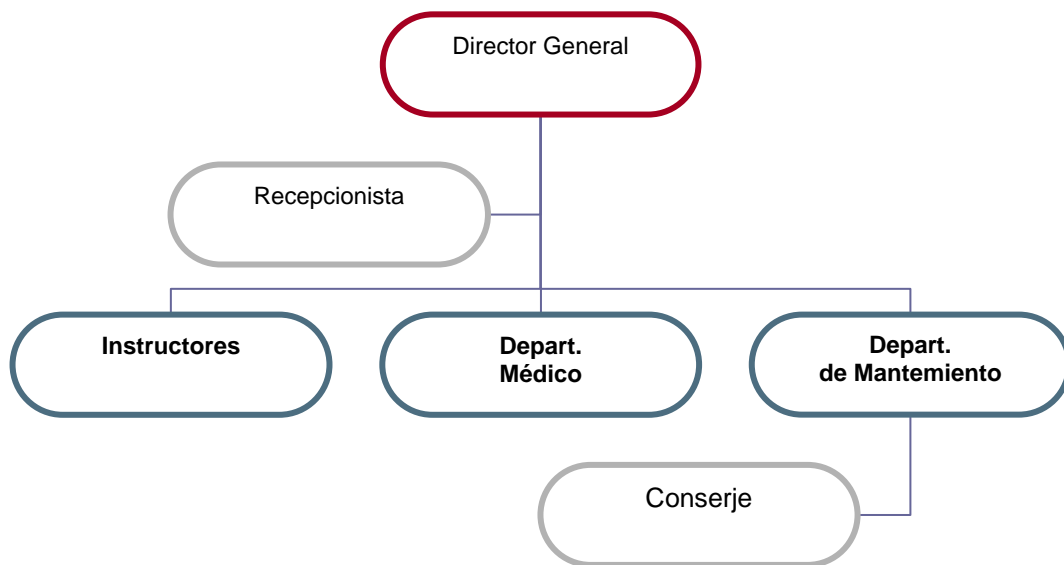 Director General
Recepcionista
Instructores
Depart.
Médico
Depart.
de Mantemiento
Conserje